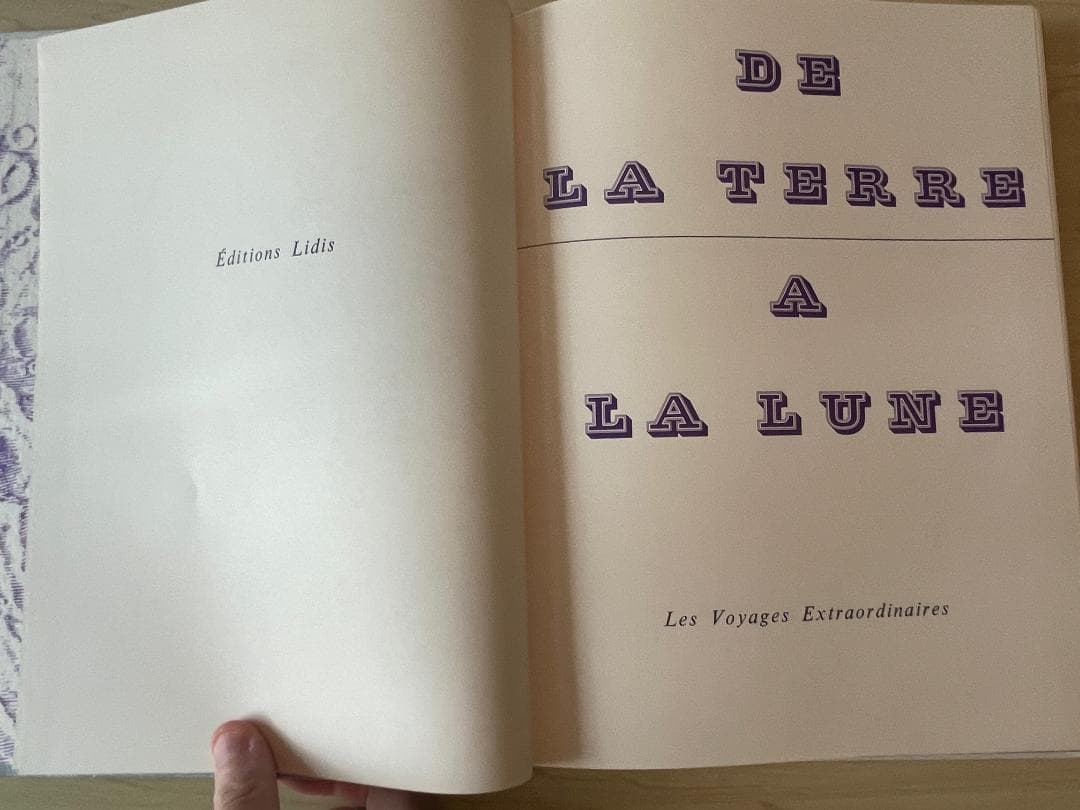 Éditions Lidis
DE
LA TERRE
A
LA LUNE
Les Voyages Extraordinaires